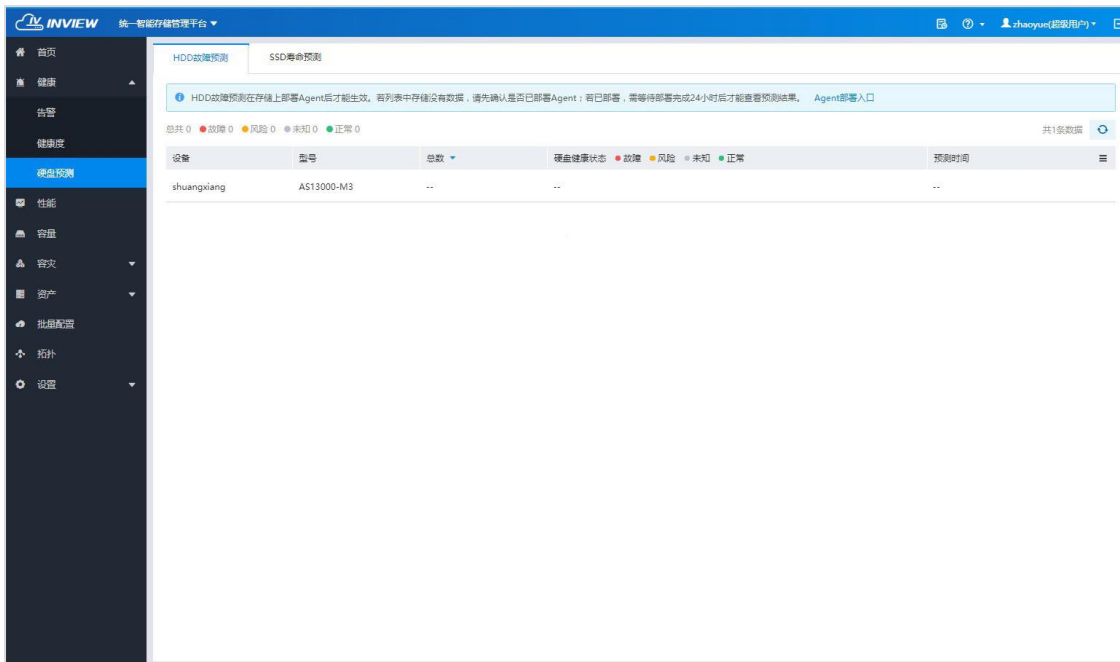 INVIEW 统一智能存储管理平台 zhaoyue(超级用户)
首页
健康
告警
健康度
硬盘预测
性能
容量
容灾
资产
批量配置
拓扑
设置
HDD故障预测 SSD寿命预测
HDD故障预测在存储上部署Agent后才能生效。若列表中存储没有数据，请先确认是否已部署Agent；若已部署，需等待部署完成24小时后才能查看预测结果。 Agent部署入口
总共 0 故障 0 风险 0 未知 0 正常 0 共1条数据
设备 型号 总数 硬盘健康状态 故障 风险 未知 正常 预测时间
shuangxiang AS13000-M3 -- -- --